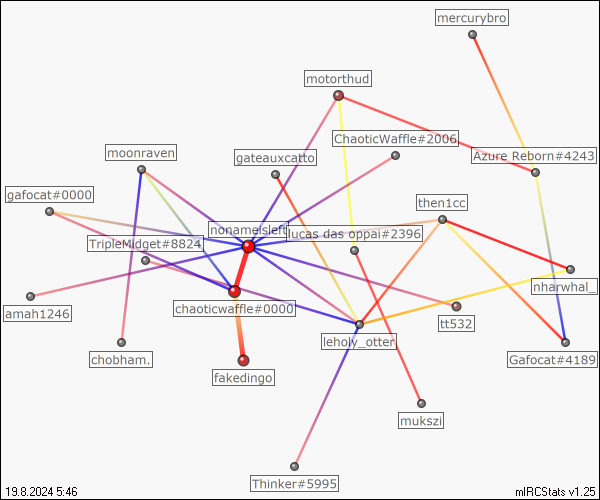 mercurybro
motorthud
ChaoticWaffle#2006
moonraven
gateauxcatto
Azure Reborn#4243
gafocat#0000
then1cc
nonameisleft
lucas das oppai#2396
TripleMidget#8824
nharwhal_
amah1246
chaoticwaffle#0000
tt532
leholy_otter
chobham.
Gafocat#4189
fakedingo
mukszi
Thinker#5995
19.8.2024 5:46
mIRCStats v1.25